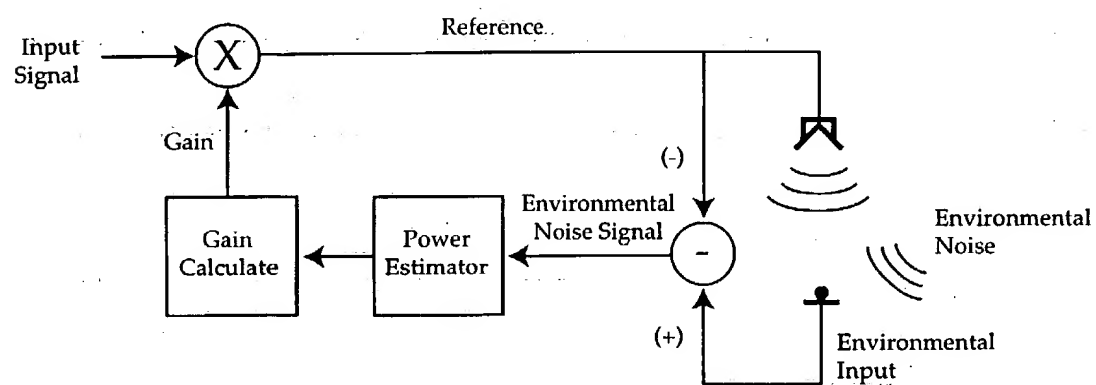 Reference..
Input
Signal
X
Gain
(-)
Environmental
Noise Signal
Environmental
Noise
Gain
Calculate
Power
Estimator
-
(+)
Environmental
Input